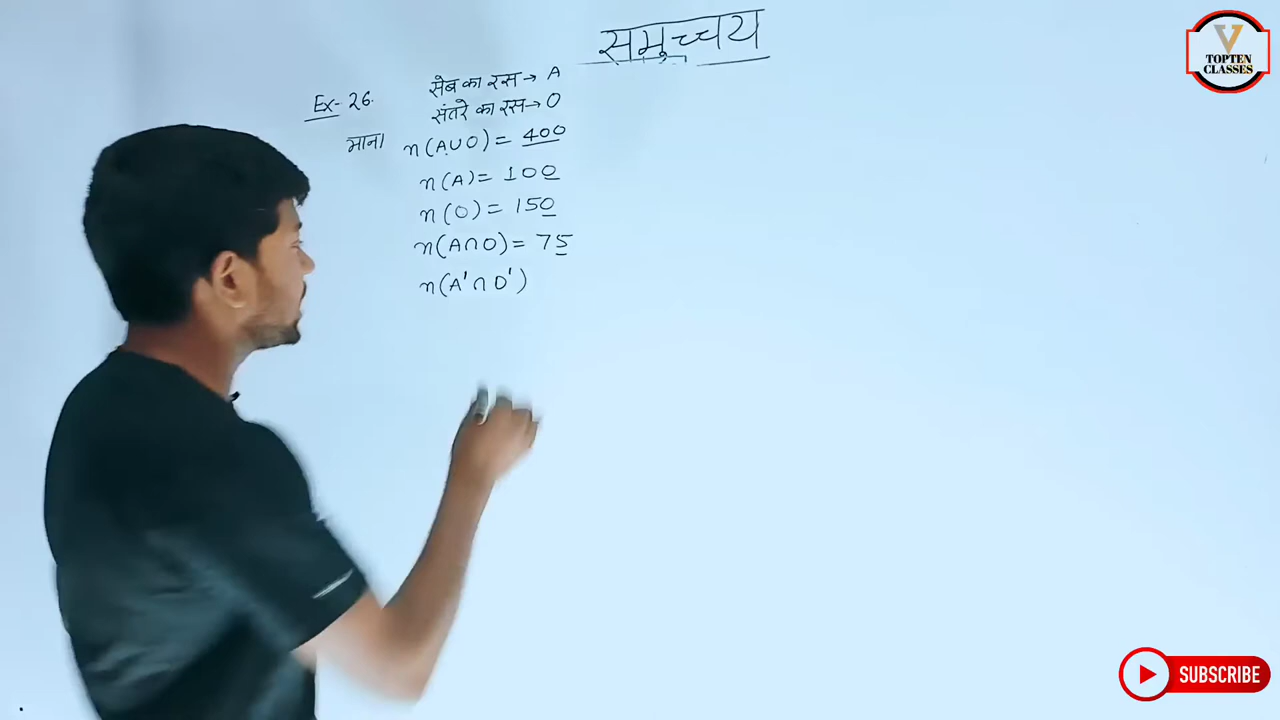 समुच्चय
TOPTEN
CLASSES
Ex- 26.
सेब का रस → A
संतरे का रस → O
माना n(A∪O) = 400
n(A) = 100
n(O) = 150
n(A∩O) = 75
n(A'∩O')
SUBSCRIBE